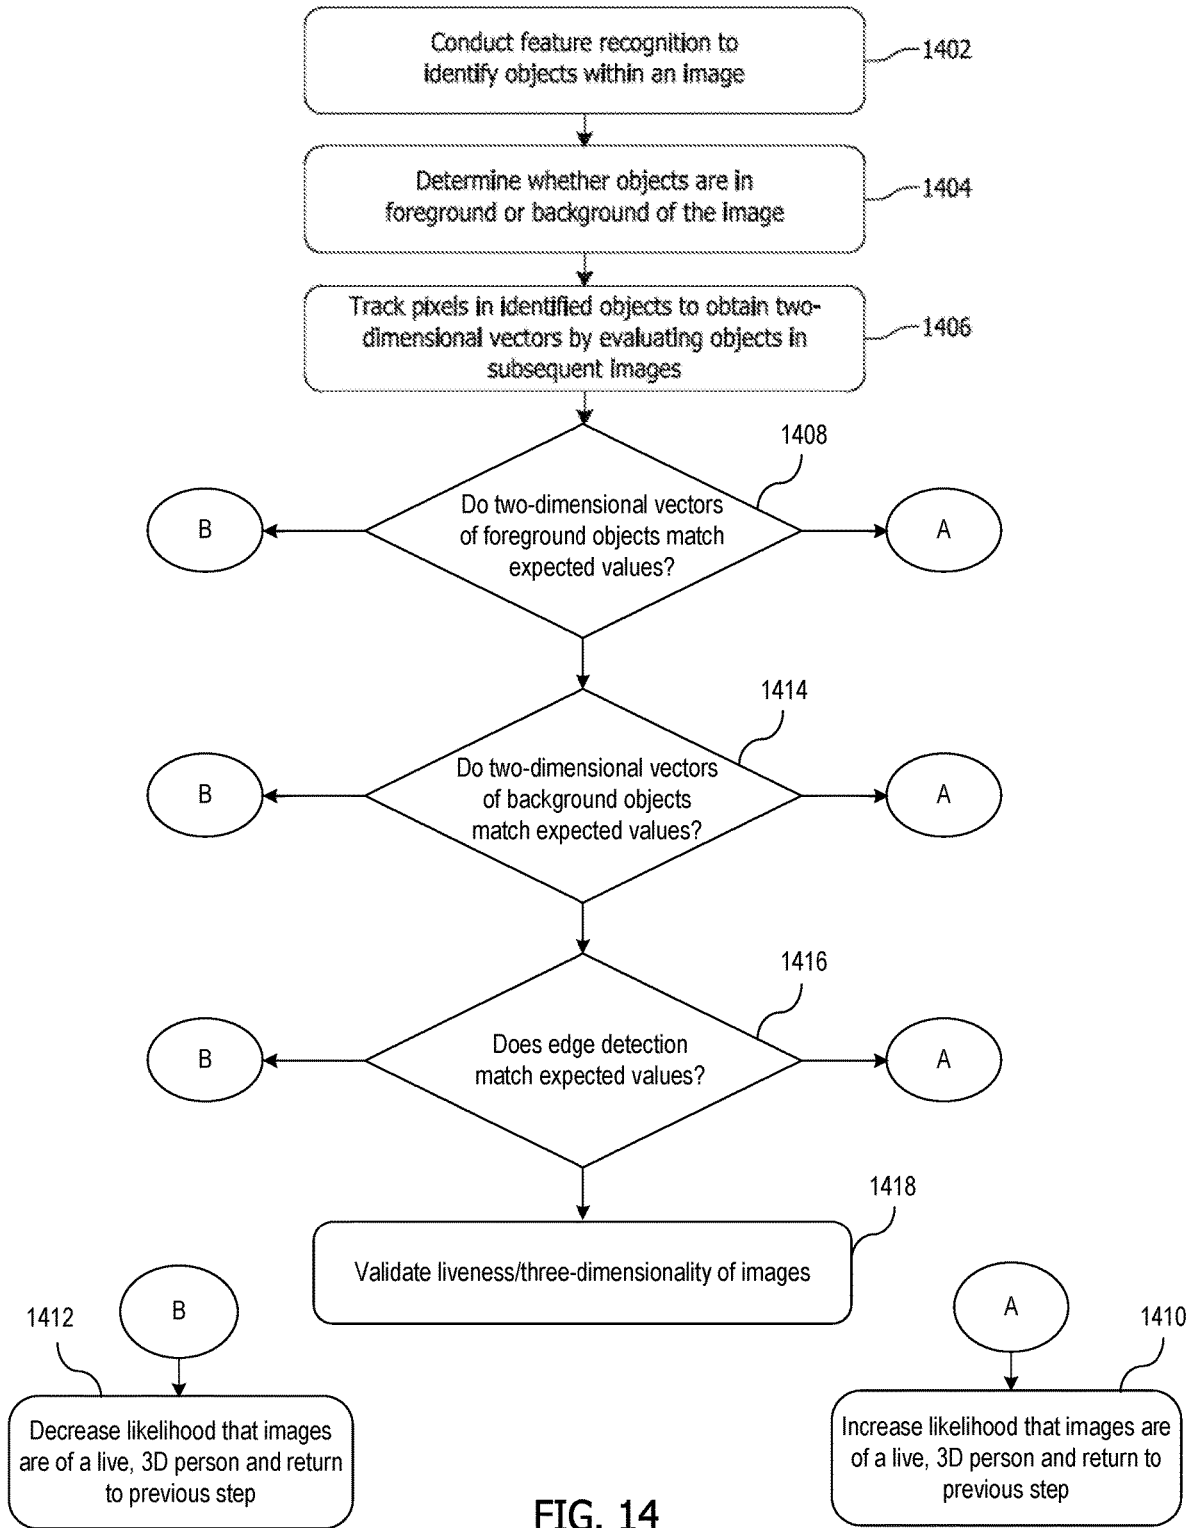 Conduct feature recognition to
identify objects within an image
1402
Determine whether objects are in
foreground or background of the image
1404
Track pixels in identified objects to obtain two-
dimensional vectors by evaluating objects in
subsequent images
1406
1408
B
Do two-dimensional vectors
of foreground objects match
expected values?
A
1414
B
Do two-dimensional vectors
of background objects
match expected values?
A
1416
B
Does edge detection
match expected values?
A
1418
Validate liveness/three-dimensionality of images
B
A
1412
1410
Decrease likelihood that images
are of a live, 3D person and return
to previous step
Increase likelihood that images are
of a live, 3D person and return to
previous step
FIG. 14